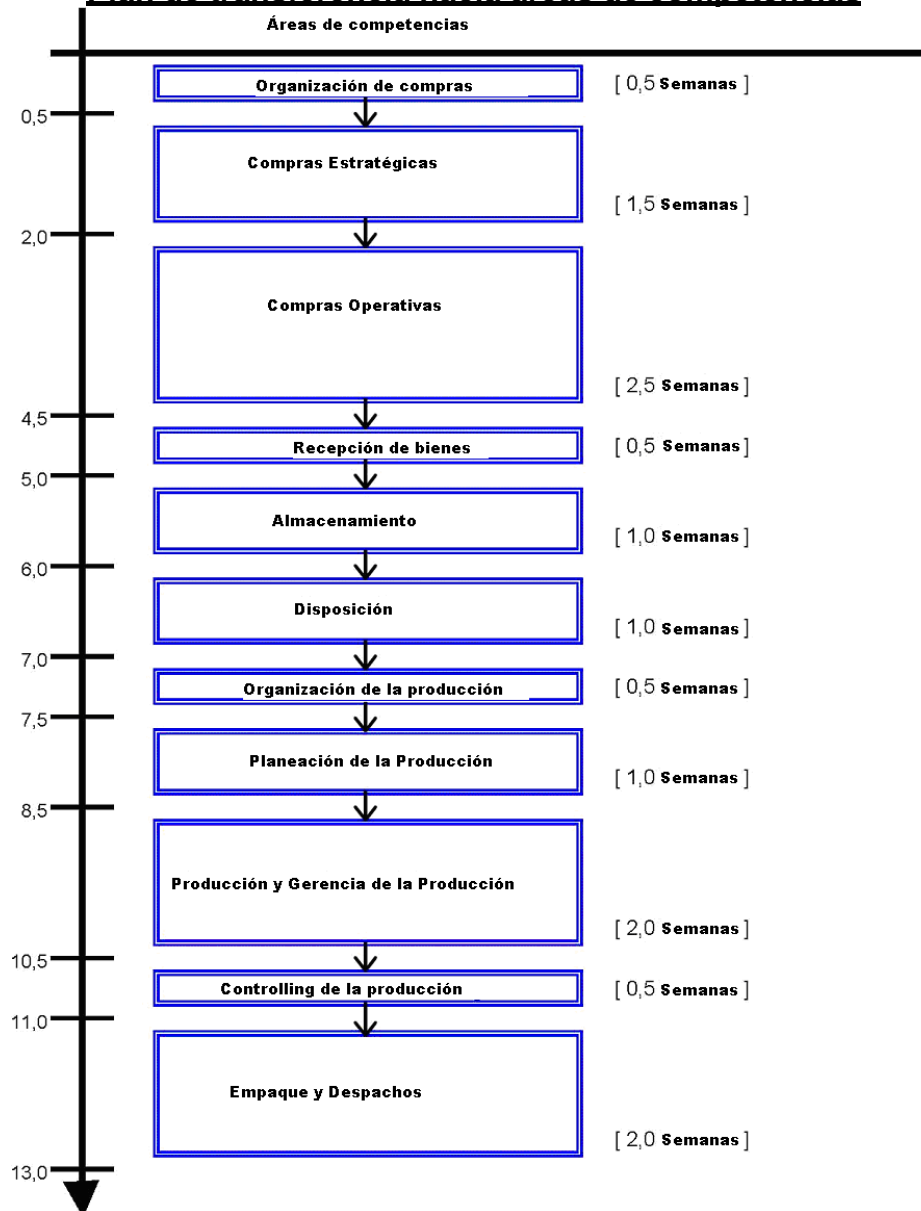 Áreas de competencias
Organización de compras [ 0,5 Semanas ]
0,5
Compras Estratégicas
[ 1,5 Semanas ]
2,0
Compras Operativas
[ 2,5 Semanas ]
4,5
Recepción de bienes [ 0,5 Semanas ]
5,0
Almacenamiento
[ 1,0 Semanas ]
6,0
Disposición
[ 1,0 Semanas ]
7,0
Organización de la producción [ 0,5 Semanas ]
7,5
Planeación de la Producción
[ 1,0 Semanas ]
8,5
Producción y Gerencia de la Producción
[ 2,0 Semanas ]
10,5
Controlling de la producción [ 0,5 Semanas ]
11,0
Empaque y Despachos
[ 2,0 Semanas ]
13,0